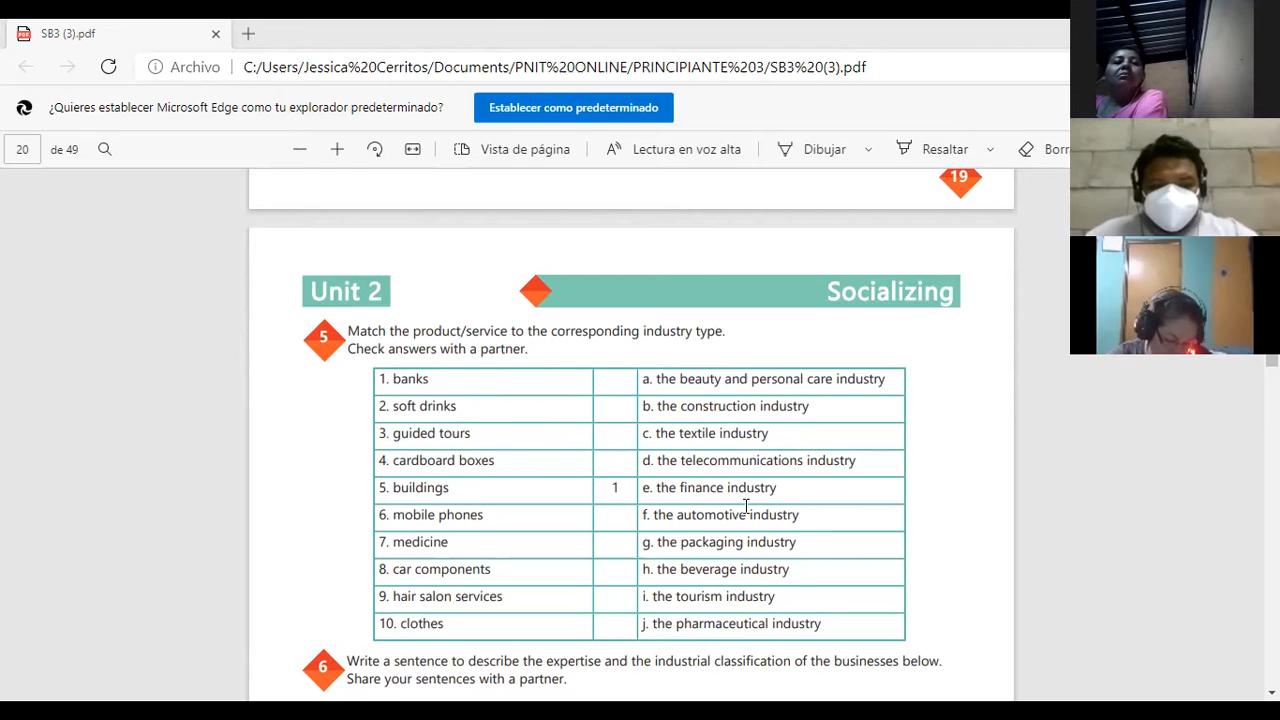 SB3 (3).pdf
Archivo C:/Users/Jessica%20Cerritos/Documents/PNIT%20ONLINE/PRINCIPIANTE%203/SB3%20(3).pdf
¿Quieres establecer Microsoft Edge como tu explorador predeterminado? Establecer como predeterminado
20 de 49 Vista de página Lectura en voz alta Dibujar Resaltar Borr
19
Unit 2 Socializing
5 Match the product/service to the corresponding industry type.
Check answers with a partner.
1. banks a. the beauty and personal care industry
2. soft drinks b. the construction industry
3. guided tours c. the textile industry
4. cardboard boxes d. the telecommunications industry
5. buildings 1 e. the finance industry
6. mobile phones f. the automotive industry
7. medicine g. the packaging industry
8. car components h. the beverage industry
9. hair salon services i. the tourism industry
10. clothes j. the pharmaceutical industry
6 Write a sentence to describe the expertise and the industrial classification of the businesses below.
Share your sentences with a partner.